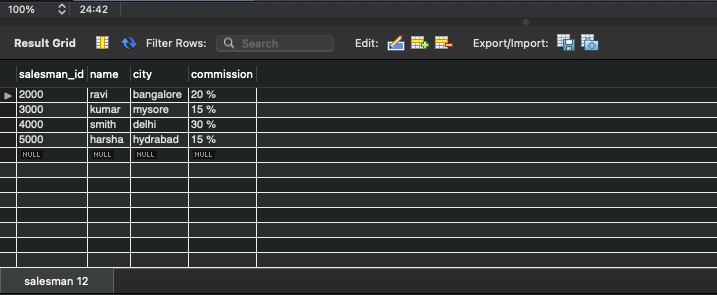 100% 24:42
Result Grid Filter Rows: Search Edit: Export/Import:
salesman_id name city commission
2000 ravi bangalore 20 %
3000 kumar mysore 15 %
4000 smith delhi 30 %
5000 harsha hydrabad 15 %
NULL NULL NULL NULL
salesman 12